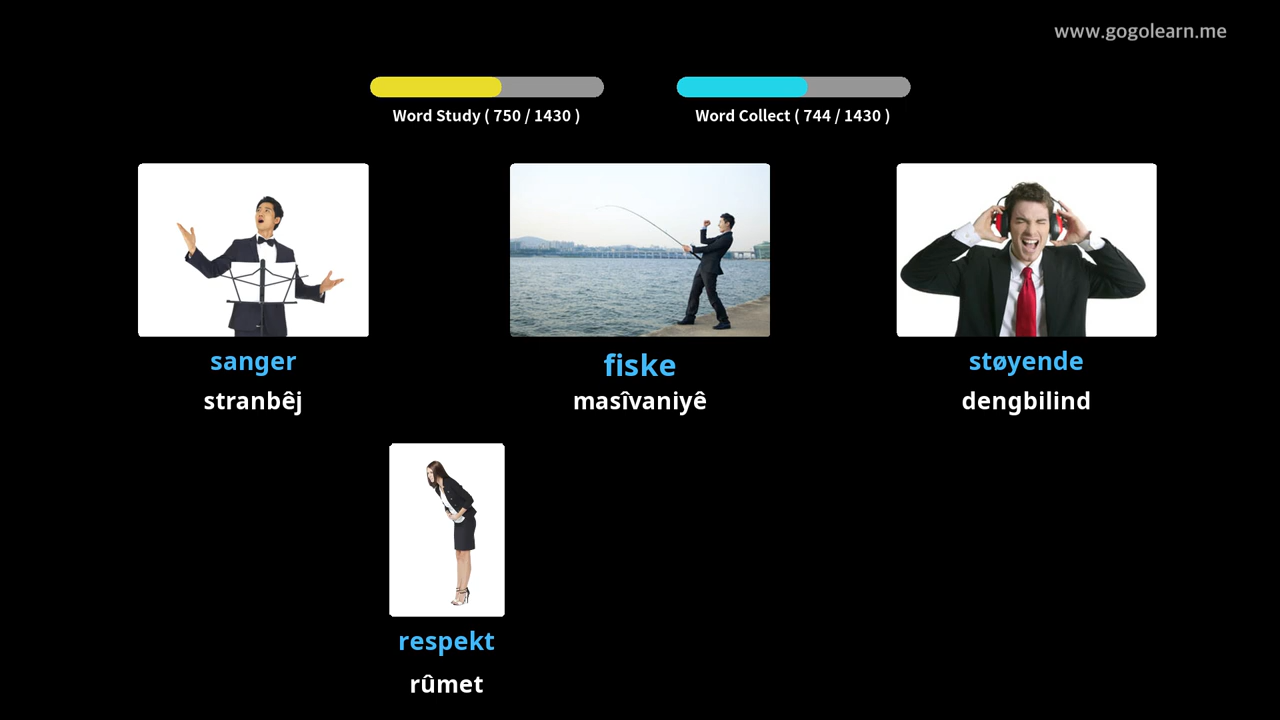 www.gogolearn.me
Word Study ( 750 / 1430 )
Word Collect ( 744 / 1430 )
sanger
stranbêj
fiske
masîvaniyê
støyende
dengbilind
respekt
rûmet